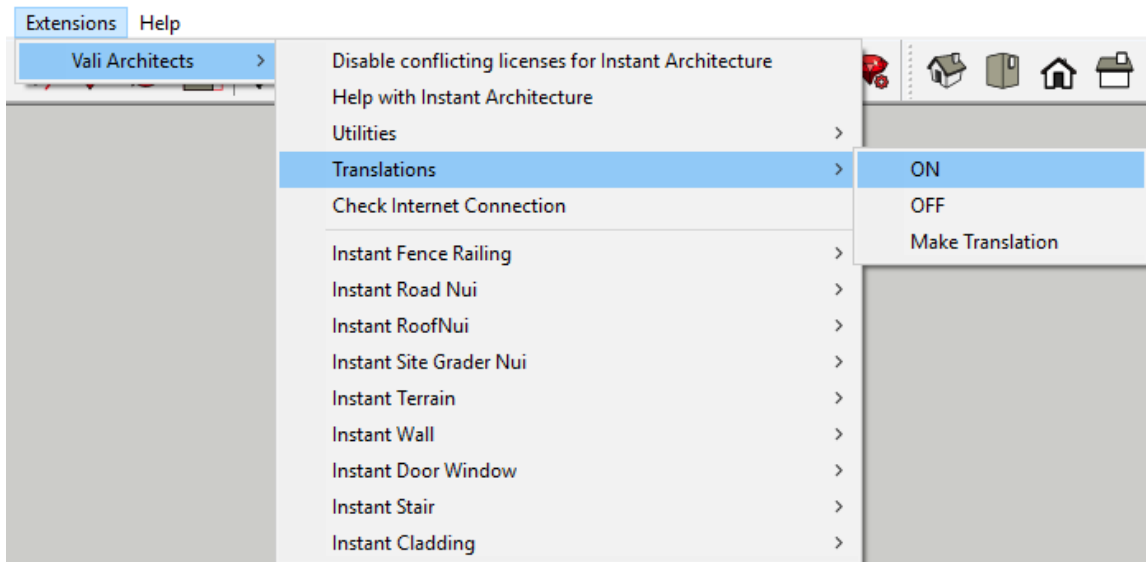 Extensions Help
Vali Architects
Disable conflicting licenses for Instant Architecture
Help with Instant Architecture
Utilities
Translations
ON
OFF
Make Translation
Check Internet Connection
Instant Fence Railing
Instant Road Nui
Instant RoofNui
Instant Site Grader Nui
Instant Terrain
Instant Wall
Instant Door Window
Instant Stair
Instant Cladding